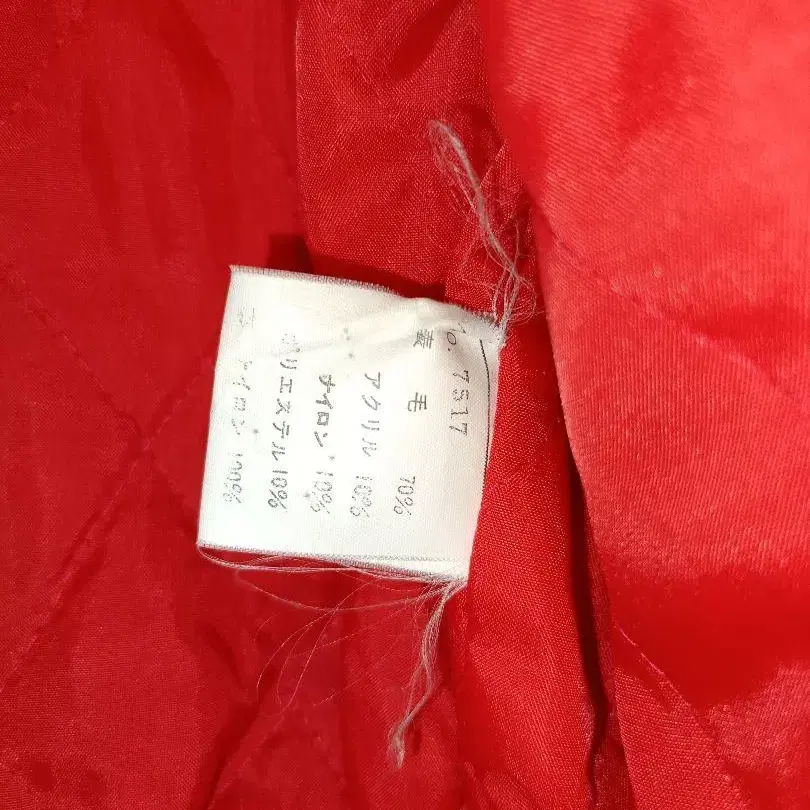 No. 7517
表 毛 70%
アクリル 10%
ナイロン 10%
ポリエステル 10%
ナイロン 100%